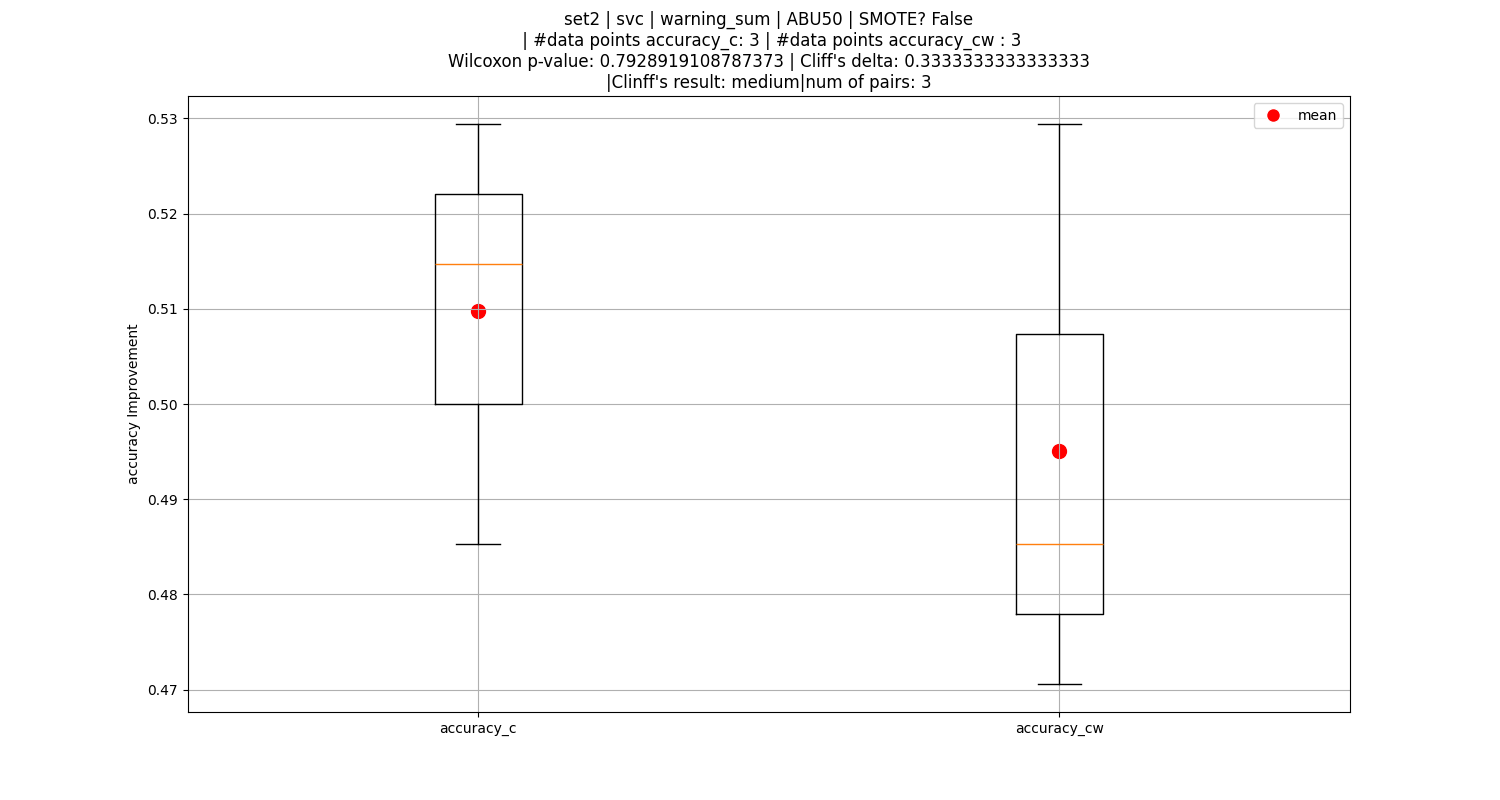 set2 | svc | warning_sum | ABU50 | SMOTE? False
| #data points accuracy_c: 3 | #data points accuracy_cw : 3
Wilcoxon p-value: 0.7928919108787373 | Cliff's delta: 0.3333333333333333
|Clinff's result: medium|num of pairs: 3
mean
0.53
0.52
0.51
0.50
0.49
0.48
0.47
accuracy Improvement
accuracy_c
accuracy_cw